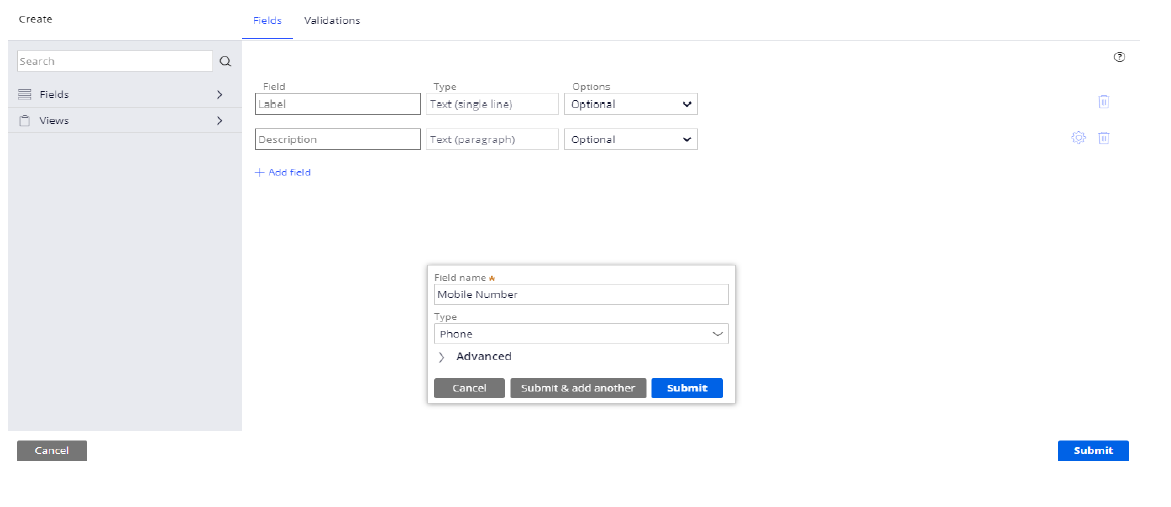 Create
Fields Validations
Search
Fields
Views
Field Type Options
Label Text (single line) Optional
Description Text (paragraph) Optional
+ Add field
Field name *
Mobile Number
Type
Phone
Advanced
Cancel Submit & add another Submit
Cancel Submit